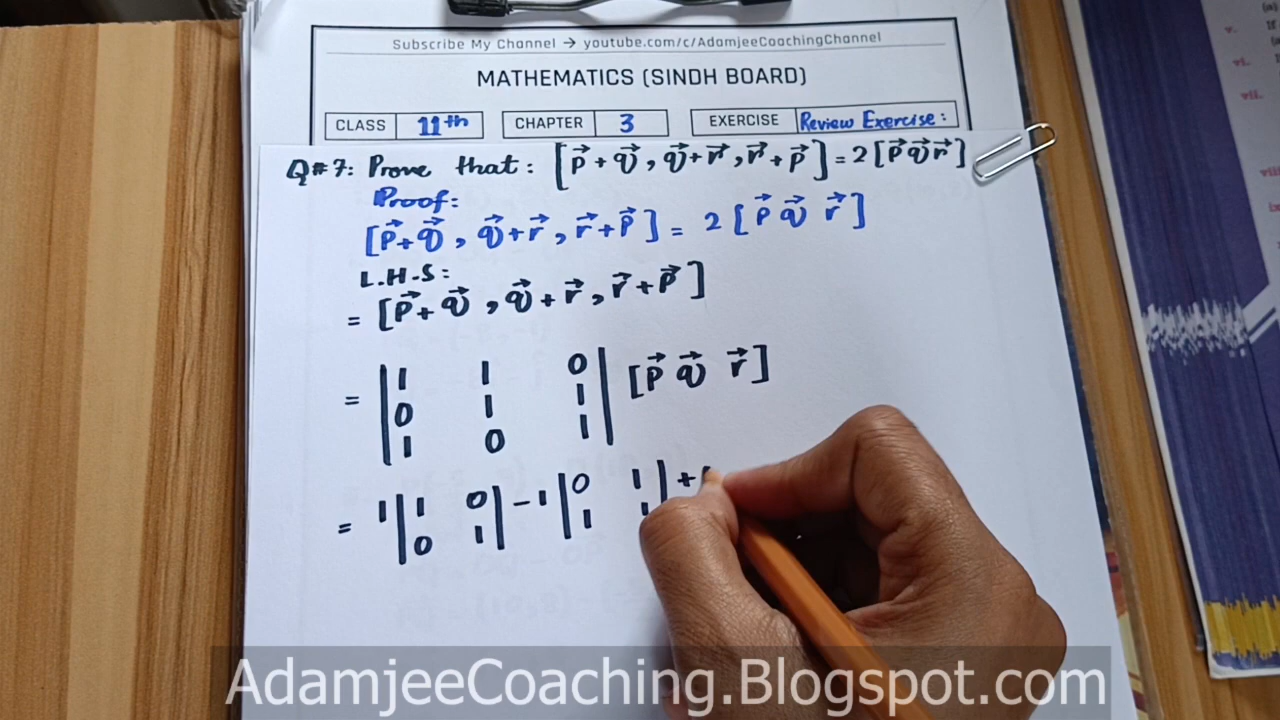 Subscribe My Channel → youtube.com/c/AdamjeeCoachingChannel
MATHEMATICS (SINDH BOARD)
CLASS 11th CHAPTER 3 EXERCISE Review Exercise:
Q#7: Prove that: [p⃗ + q⃗, q⃗ + r⃗, r⃗ + p⃗] = 2[p⃗ q⃗ r⃗]
Proof:
[p⃗ + q⃗, q⃗ + r⃗, r⃗ + p⃗] = 2 [p⃗ q⃗ r⃗]
L.H.S:
= [p⃗ + q⃗, q⃗ + r⃗, r⃗ + p⃗]
= |1 1 0| [p⃗ q⃗ r⃗]
|0 1 1|
|1 0 1|
= 1|1 0| - 1|0 1| +
|0 1| |1 1|
AdamjeeCoaching.Blogspot.com
v.
vi.
vii.